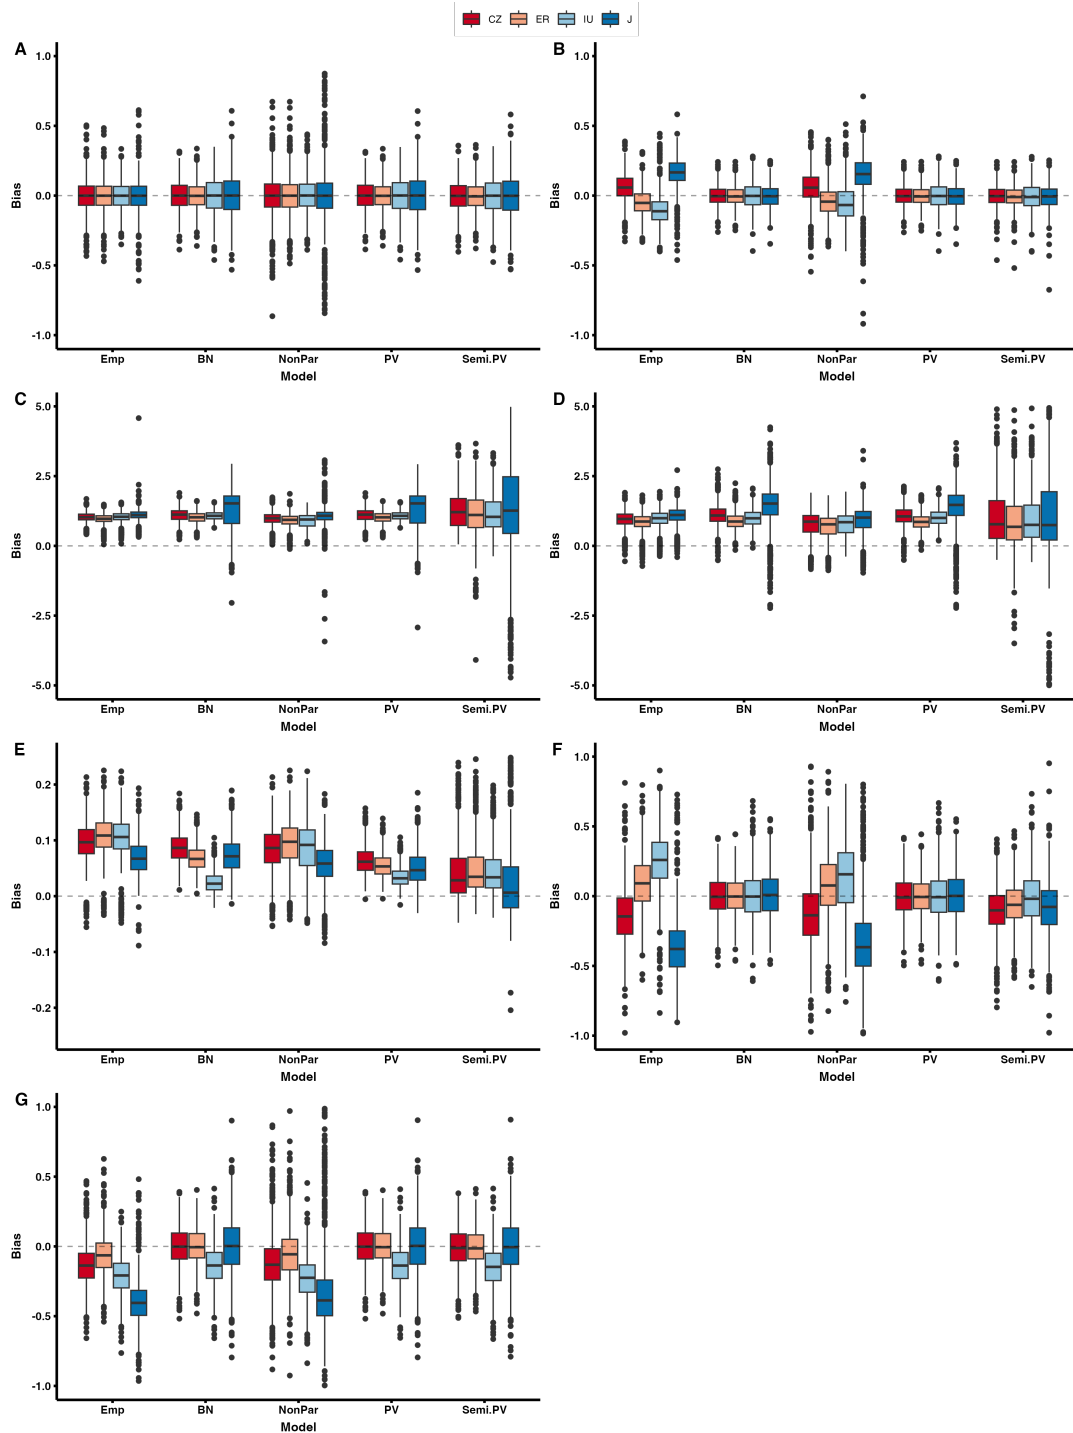 CZ ER IU J
A
1.0
0.5
0.0
-0.5
-1.0
Bias
Emp BN NonPar PV Semi.PV
Model
B
1.0
0.5
0.0
-0.5
-1.0
Bias
Emp BN NonPar PV Semi.PV
Model
C
5.0
2.5
0.0
-2.5
-5.0
Bias
Emp BN NonPar PV Semi.PV
Model
D
5.0
2.5
0.0
-2.5
-5.0
Bias
Emp BN NonPar PV Semi.PV
Model
E
0.2
0.1
0.0
-0.1
-0.2
Bias
Emp BN NonPar PV Semi.PV
Model
F
1.0
0.5
0.0
-0.5
-1.0
Bias
Emp BN NonPar PV Semi.PV
Model
G
1.0
0.5
0.0
-0.5
-1.0
Bias
Emp BN NonPar PV Semi.PV
Model